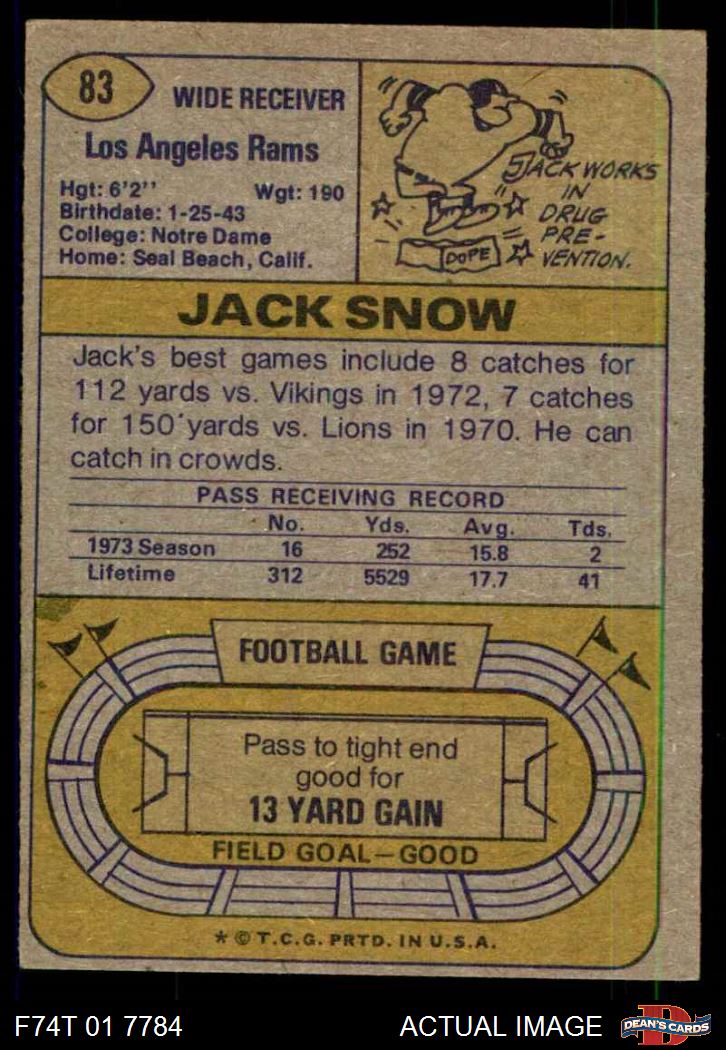 83
WIDE RECEIVER
Los Angeles Rams
Hgt: 6'2'' Wgt: 190
Birthdate: 1-25-43
College: Notre Dame
Home: Seal Beach, Calif.
JACK WORKS
IN
DRUG
PRE-
VENTION.
DOPE
JACK SNOW
Jack's best games include 8 catches for
112 yards vs. Vikings in 1972, 7 catches
for 150 yards vs. Lions in 1970. He can
catch in crowds.
PASS RECEIVING RECORD
No. Yds. Avg. Tds.
1973 Season 16 252 15.8 2
Lifetime 312 5529 17.7 41
FOOTBALL GAME
Pass to tight end
good for
13 YARD GAIN
FIELD GOAL—GOOD
* © T.C.G. PRTD. IN U.S.A.
F74T 01 7784 ACTUAL IMAGE
D
DEAN'S CARDS